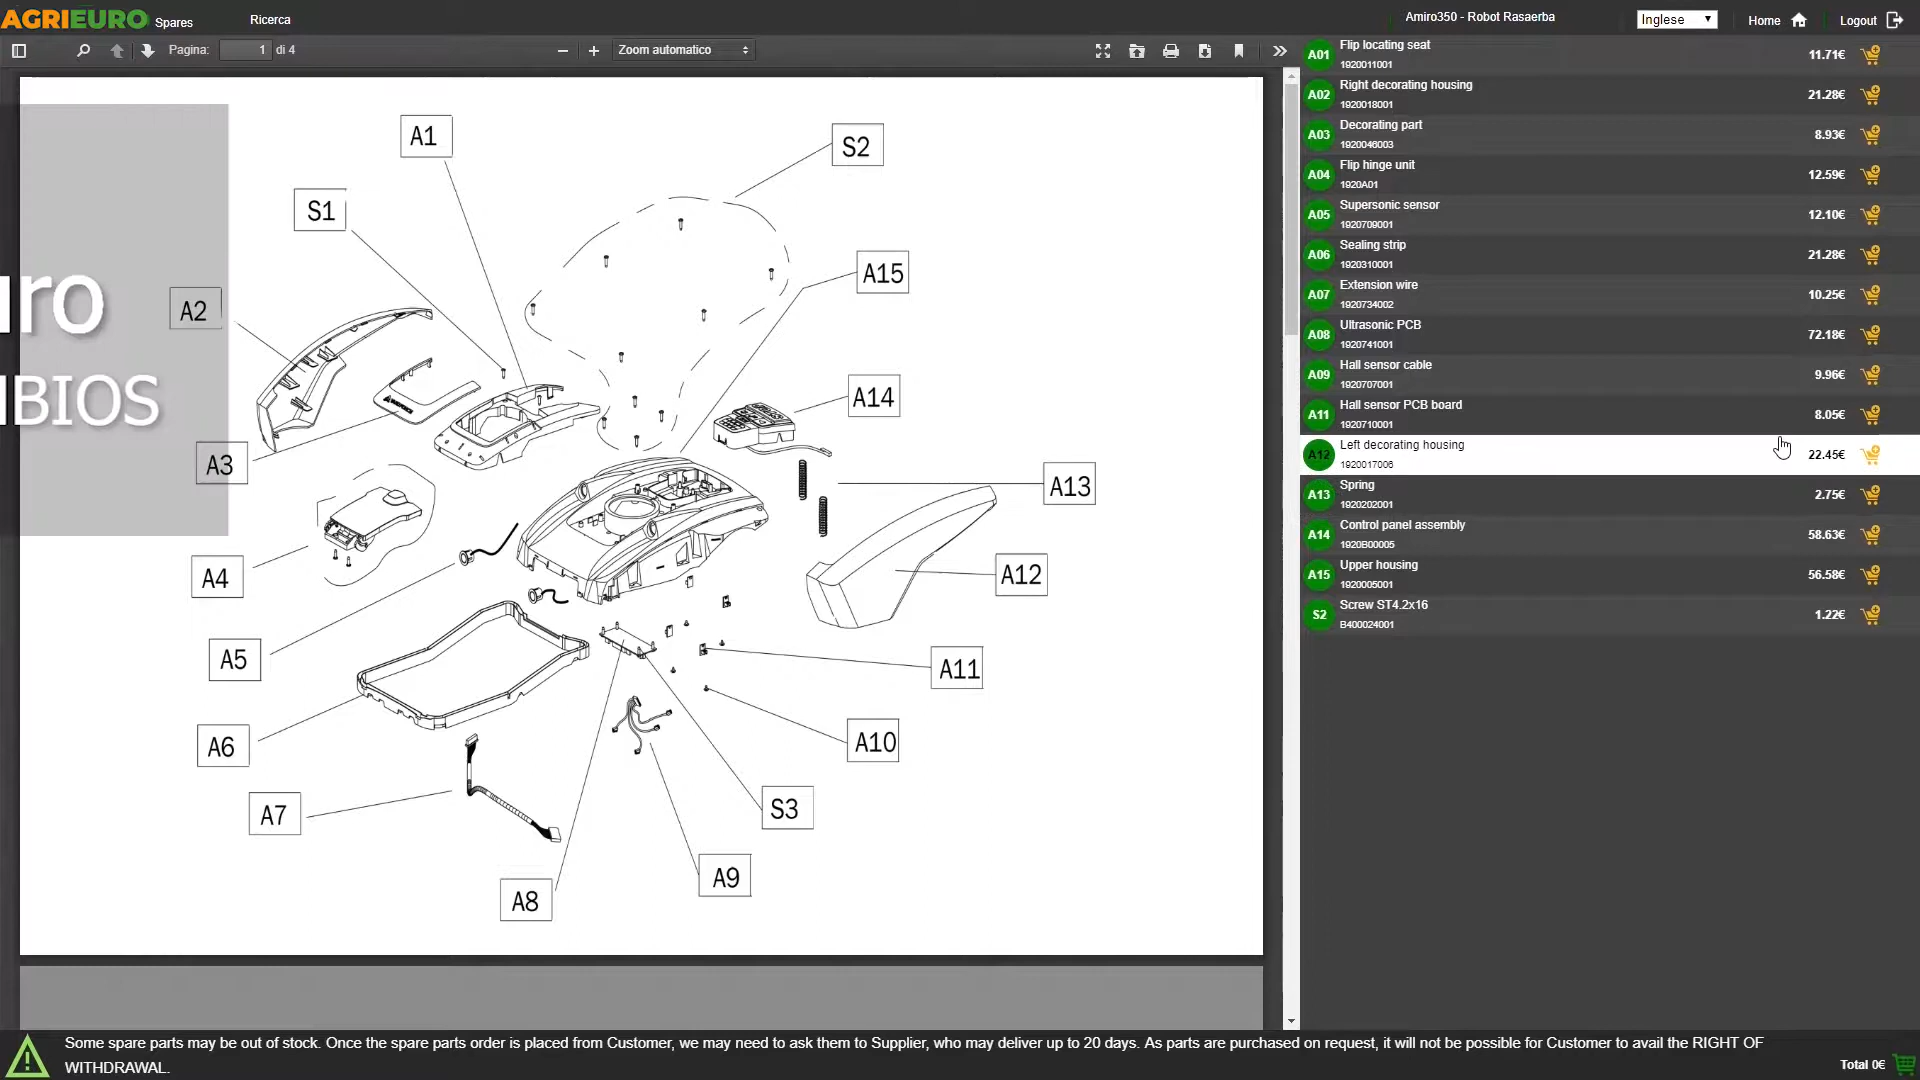 AGRIEURO Spares
Ricerca
Amiro350 - Robot Rasaerba
Inglese
Home
Logout
Pagina: 1 di 4
Zoom automatico
A1
S2
S1
A15
A2
A14
A3
A13
A4
A12
A5
A11
A6
A10
A7
S3
A9
A8
ro
BIOS
A01 Flip locating seat 11.71€
1920011001
A02 Right decorating housing 21.28€
1920018001
A03 Decorating part 8.93€
1920046003
A04 Flip hinge unit 12.59€
1920A01
A05 Supersonic sensor 12.10€
1920709001
A06 Sealing strip 21.28€
1920310001
A07 Extension wire 10.25€
1920734002
A08 Ultrasonic PCB 72.18€
1920741001
A09 Hall sensor cable 9.96€
1920707001
A11 Hall sensor PCB board 8.05€
1920710001
A12 Left decorating housing 22.45€
1920017006
A13 Spring 2.75€
1920202001
A14 Control panel assembly 58.63€
1920B00005
A15 Upper housing 56.58€
1920005001
S2 Screw ST4.2x16 1.22€
B400024001
Some spare parts may be out of stock. Once the spare parts order is placed from Customer, we may need to ask them to Supplier, who may deliver up to 20 days. As parts are purchased on request, it will not be possible for Customer to avail the RIGHT OF
WITHDRAWAL.
Total 0€